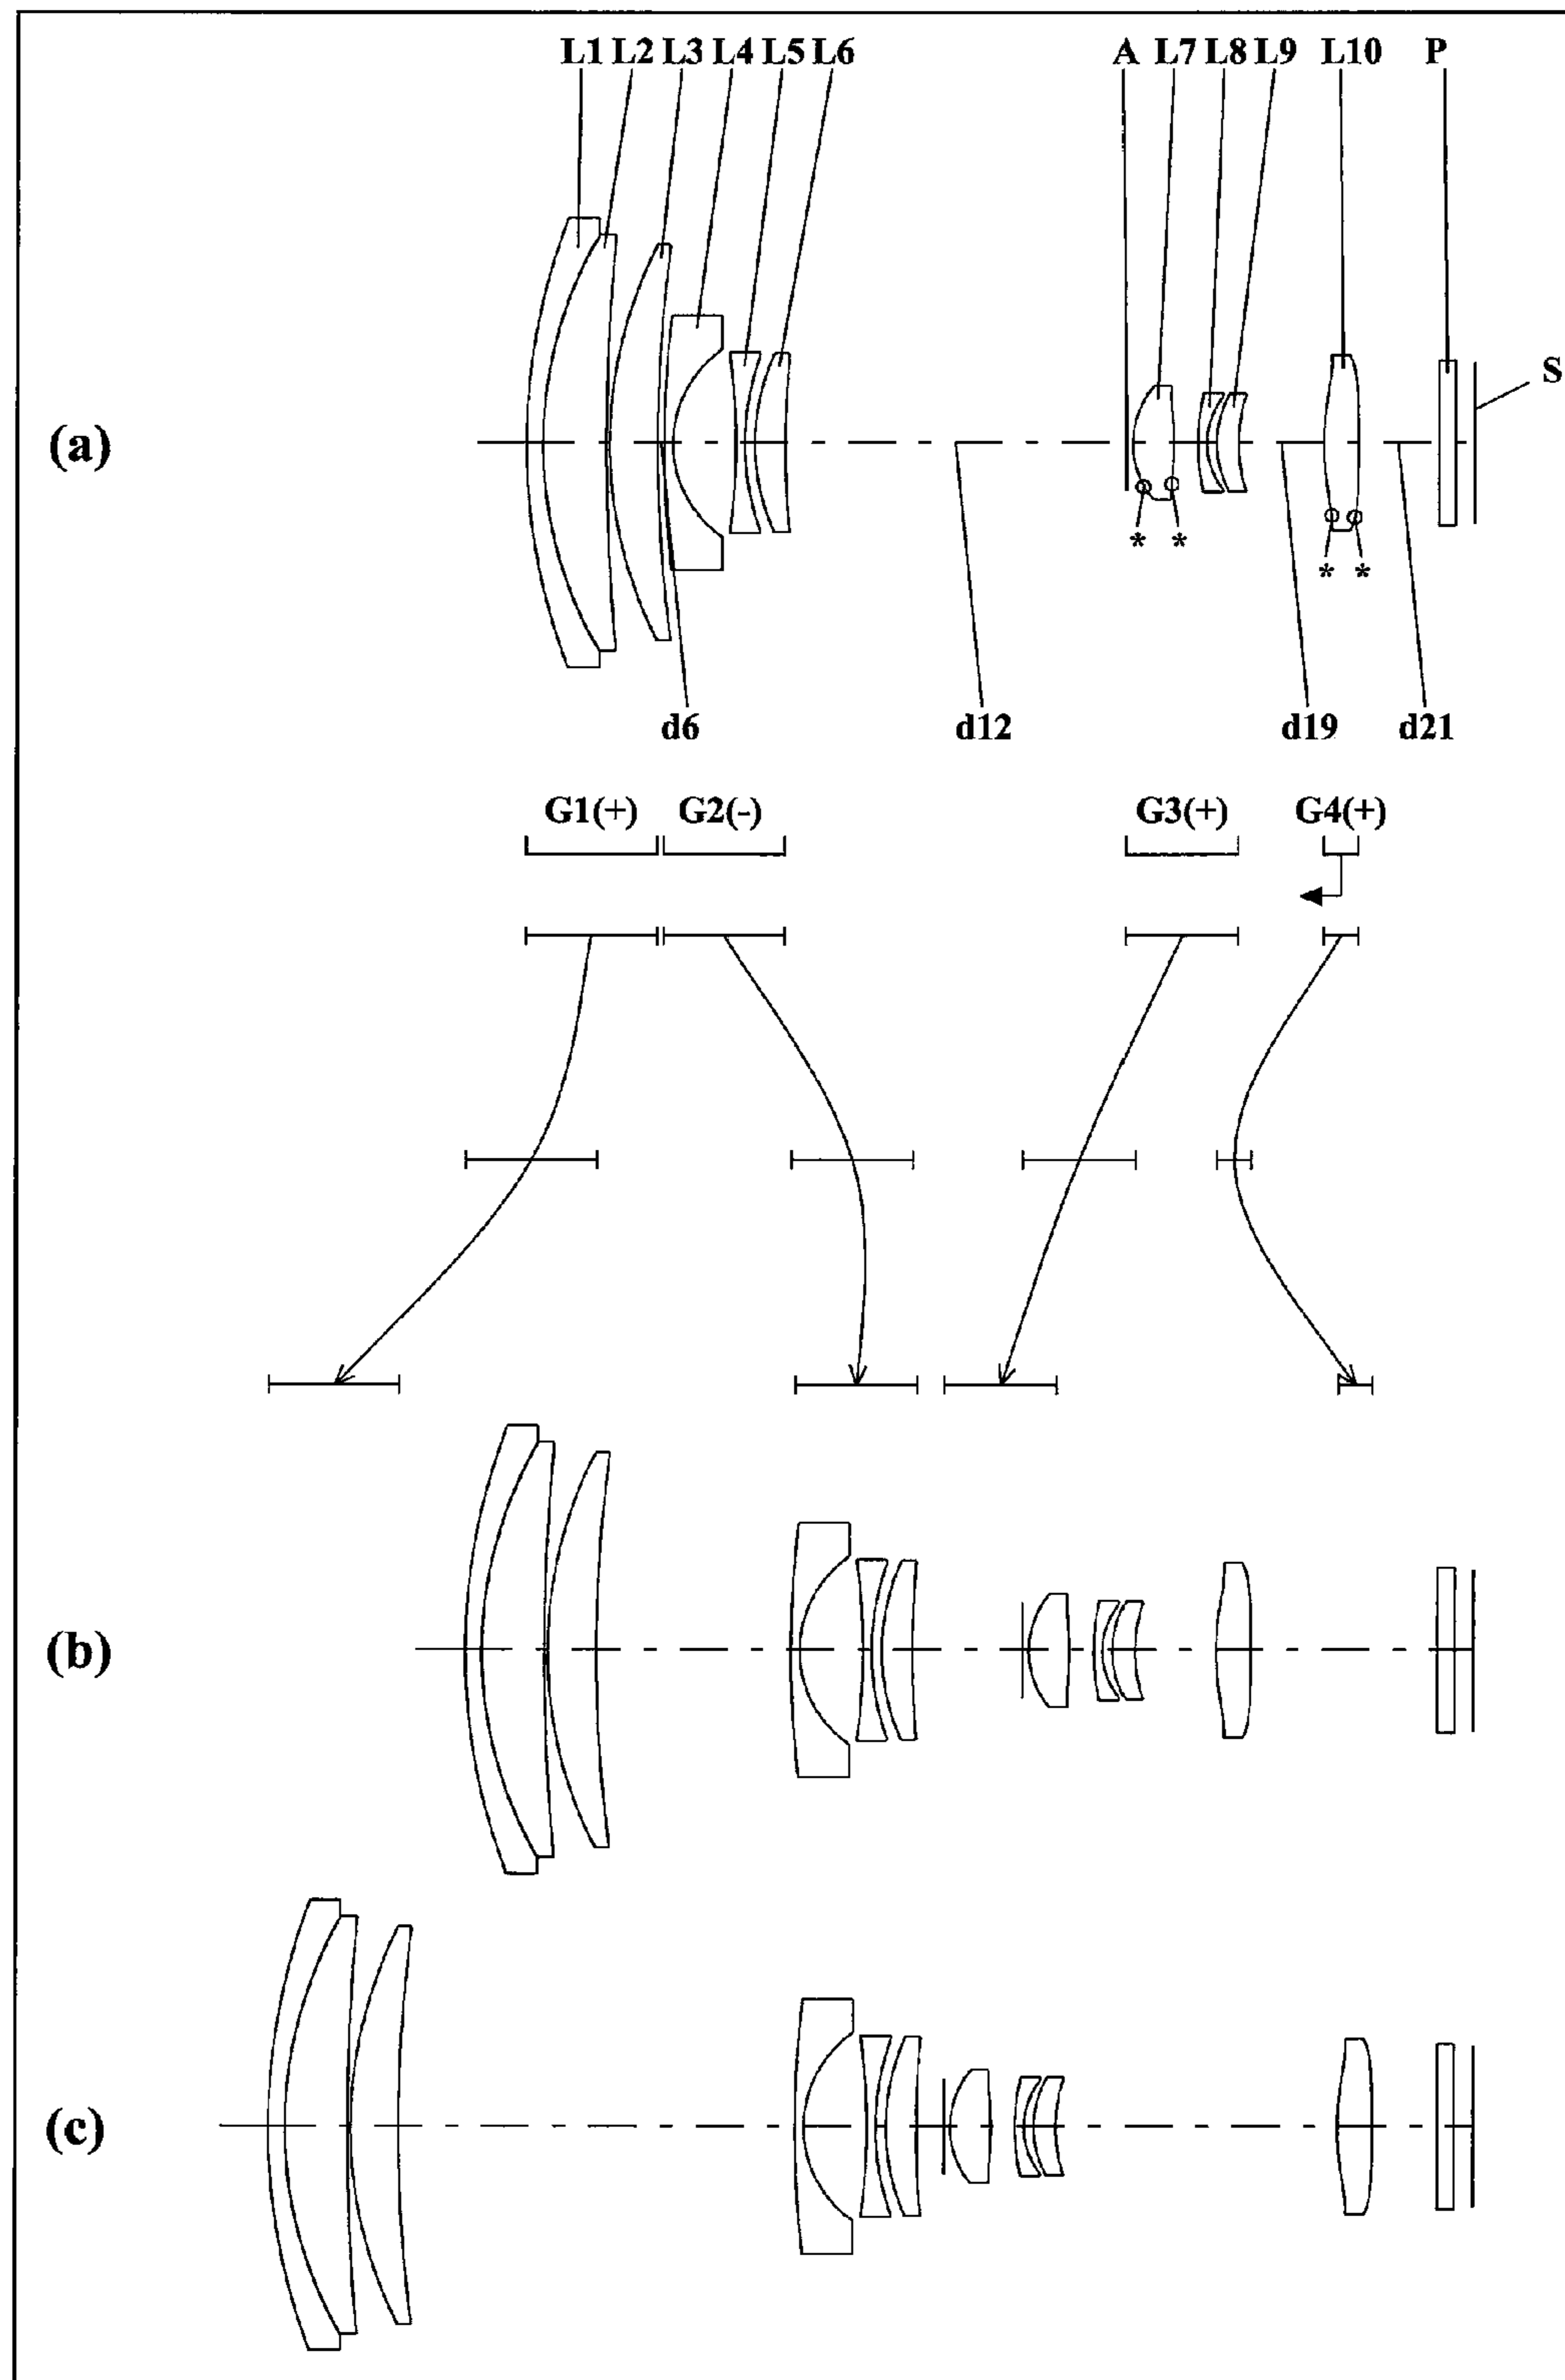 L1 L2 L3 L4 L5 L6 A L7 L8 L9 L10 P
S
(a)
* *
* *
d6 d12 d19 d21
G1(+) G2(-) G3(+) G4(+)
(b)
(c)